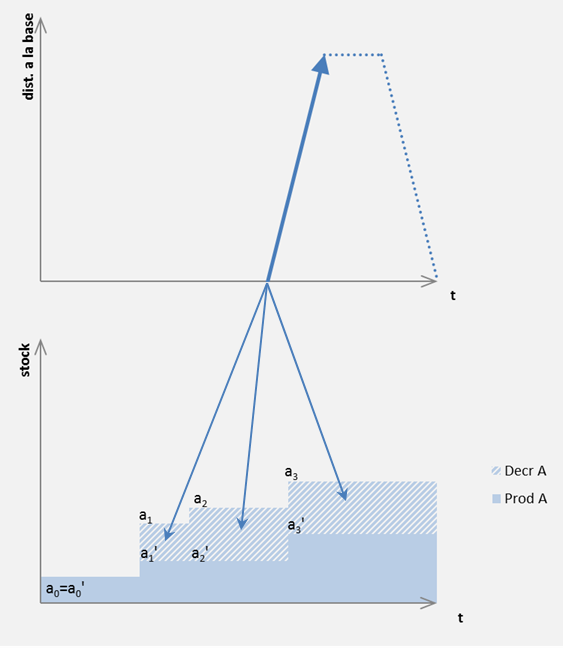 dist. a la base
t
stock
a3
a2
a1
a3'
a1' a2'
a0=a0'
Decr A
Prod A
t